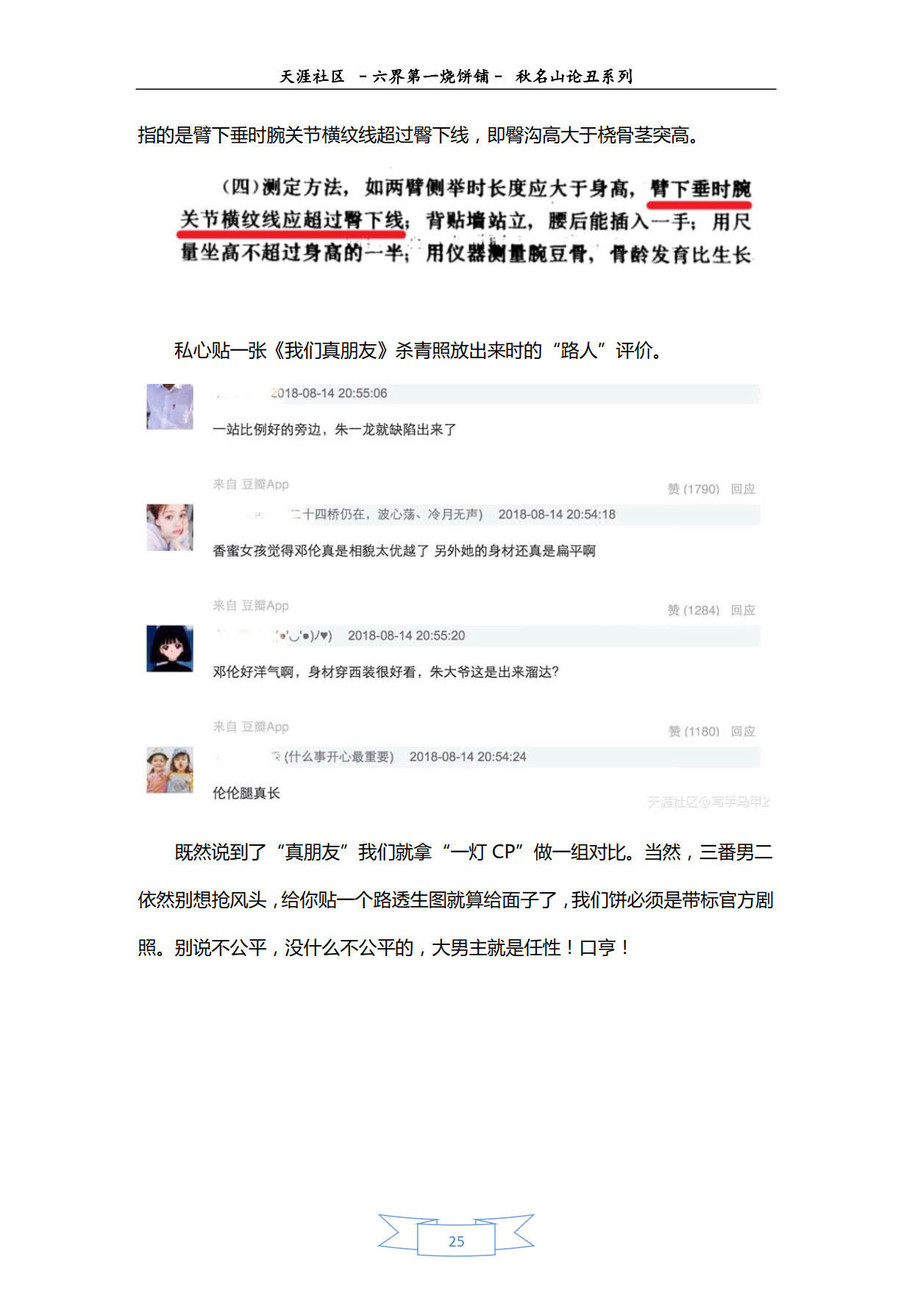 天涯社区 -六界第一烧饼铺- 秋名山论丑系列
指的是臂下垂时腕关节横纹线超过臀下线，即臀沟高大于桡骨茎突高。
（四）测定方法，如两臂侧举时长度应大于身高，臂下垂时腕
关节横纹线应超过臀下线；背贴墙站立，腰后能插入一手；用尺
量坐高不超过身高的一半；用仪器测量腕豆骨，骨龄发育比生长
私心贴一张《我们真朋友》杀青照放出来时的“路人”评价。
2018-08-14 20:55:06
一站比例好的旁边，朱一龙就缺陷出来了
来自 豆瓣App
赞 (1790) 回应
二十四桥仍在，波心荡、冷月无声) 2018-08-14 20:54:18
香蜜女孩觉得邓伦真是相貌太优越了 另外她的身材还真是扁平啊
来自 豆瓣App
赞 (1284) 回应
'◡'●)ﾉ♥) 2018-08-14 20:55:20
邓伦好洋气啊，身材穿西装很好看，朱大爷这是出来溜达?
来自 豆瓣App
赞 (1180) 回应
(什么事开心最重要) 2018-08-14 20:54:24
伦伦腿真长
天涯社区@写手马甲2
既然说到了“真朋友”我们就拿“一灯 CP”做一组对比。当然，三番男二
依然别想抢风头，给你贴一个路透生图就算给面子了，我们饼必须是带标官方剧
照。别说不公平，没什么不公平的，大男主就是任性！口亨！
25